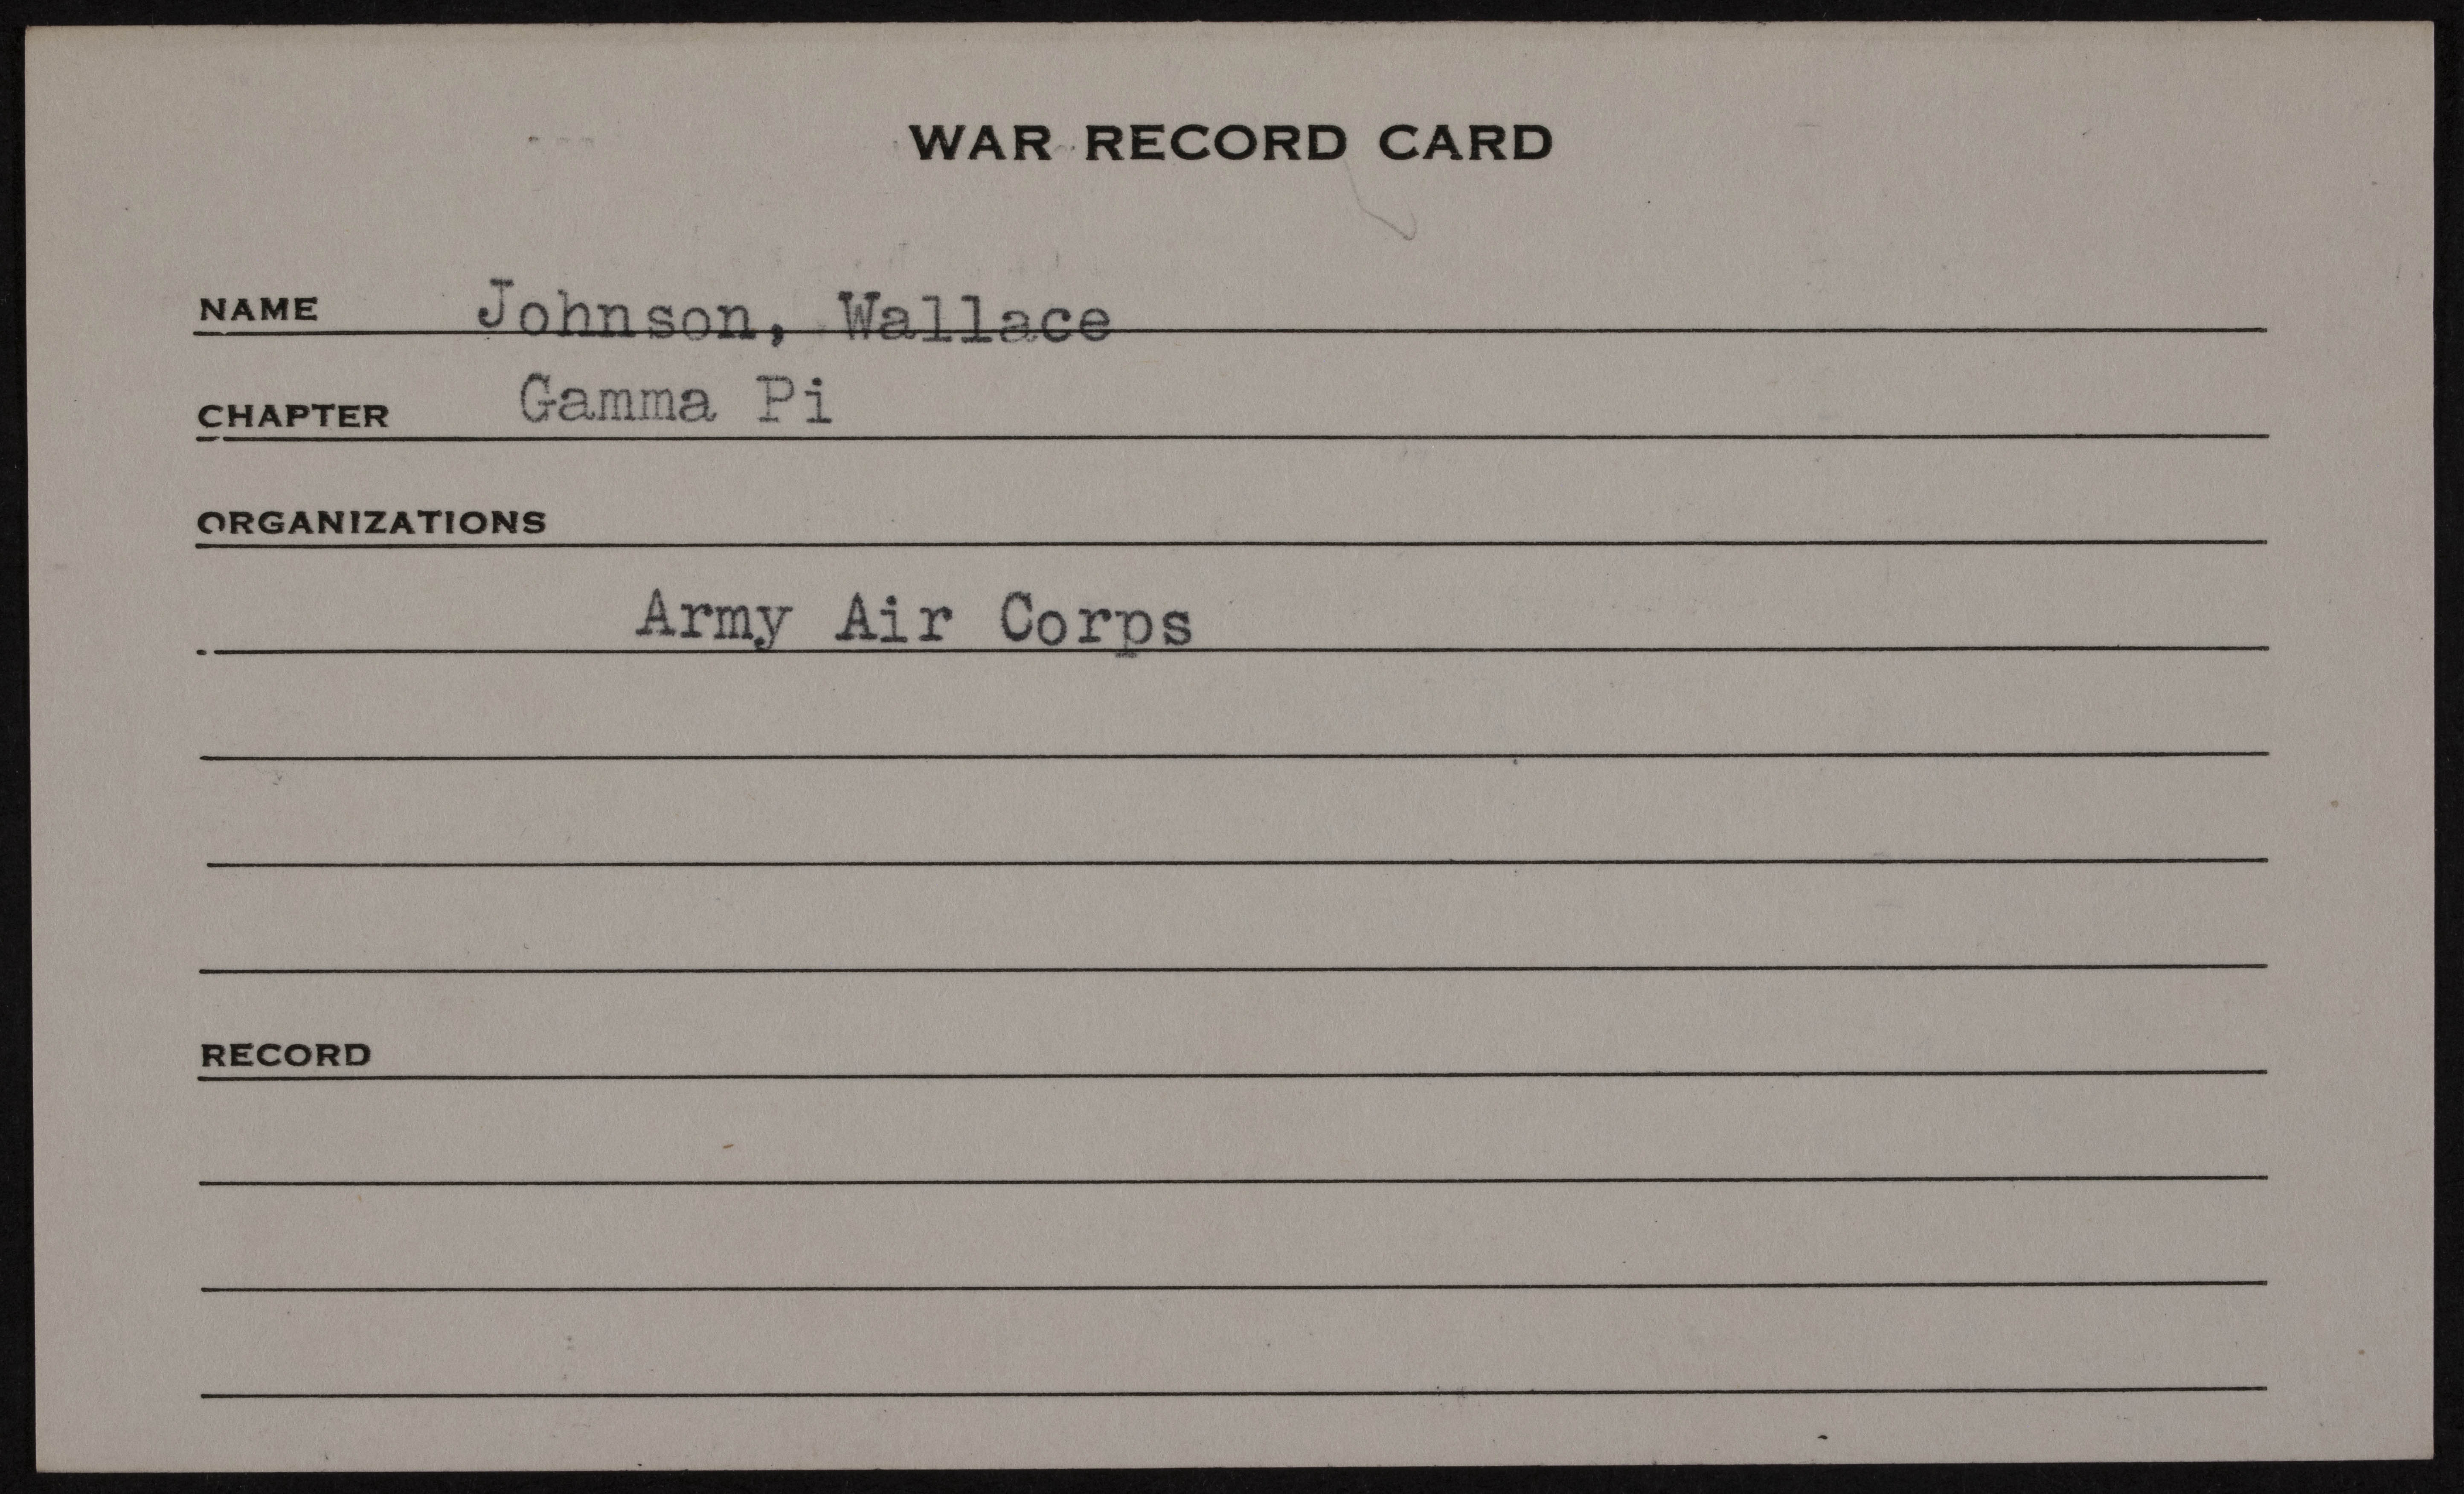 WAR RECORD CARD
NAME Johnson, Wallace
CHAPTER Gamma Pi
ORGANIZATIONS
Army Air Corps
RECORD